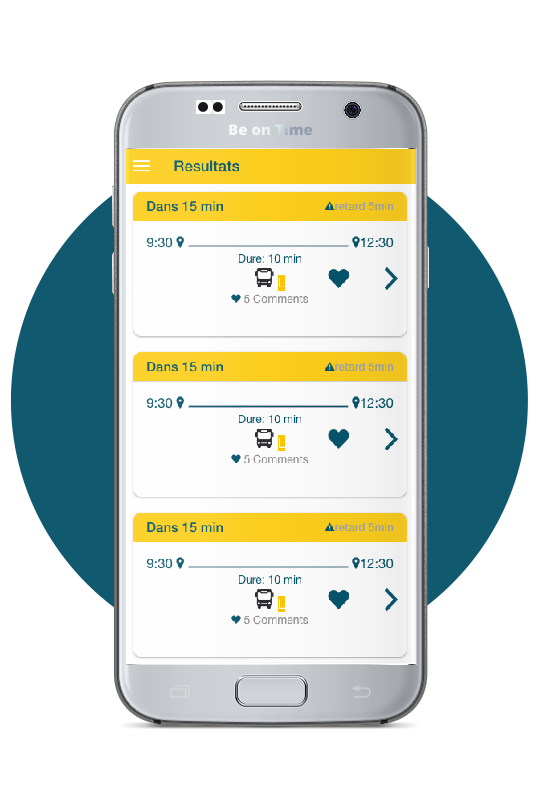 Be on Time
Resultats
Dans 15 min retard 5min
9:30 12:30
Dure: 10 min
L
5 Comments
Dans 15 min retard 5min
9:30 12:30
Dure: 10 min
L
5 Comments
Dans 15 min retard 5min
9:30 12:30
Dure: 10 min
L
5 Comments